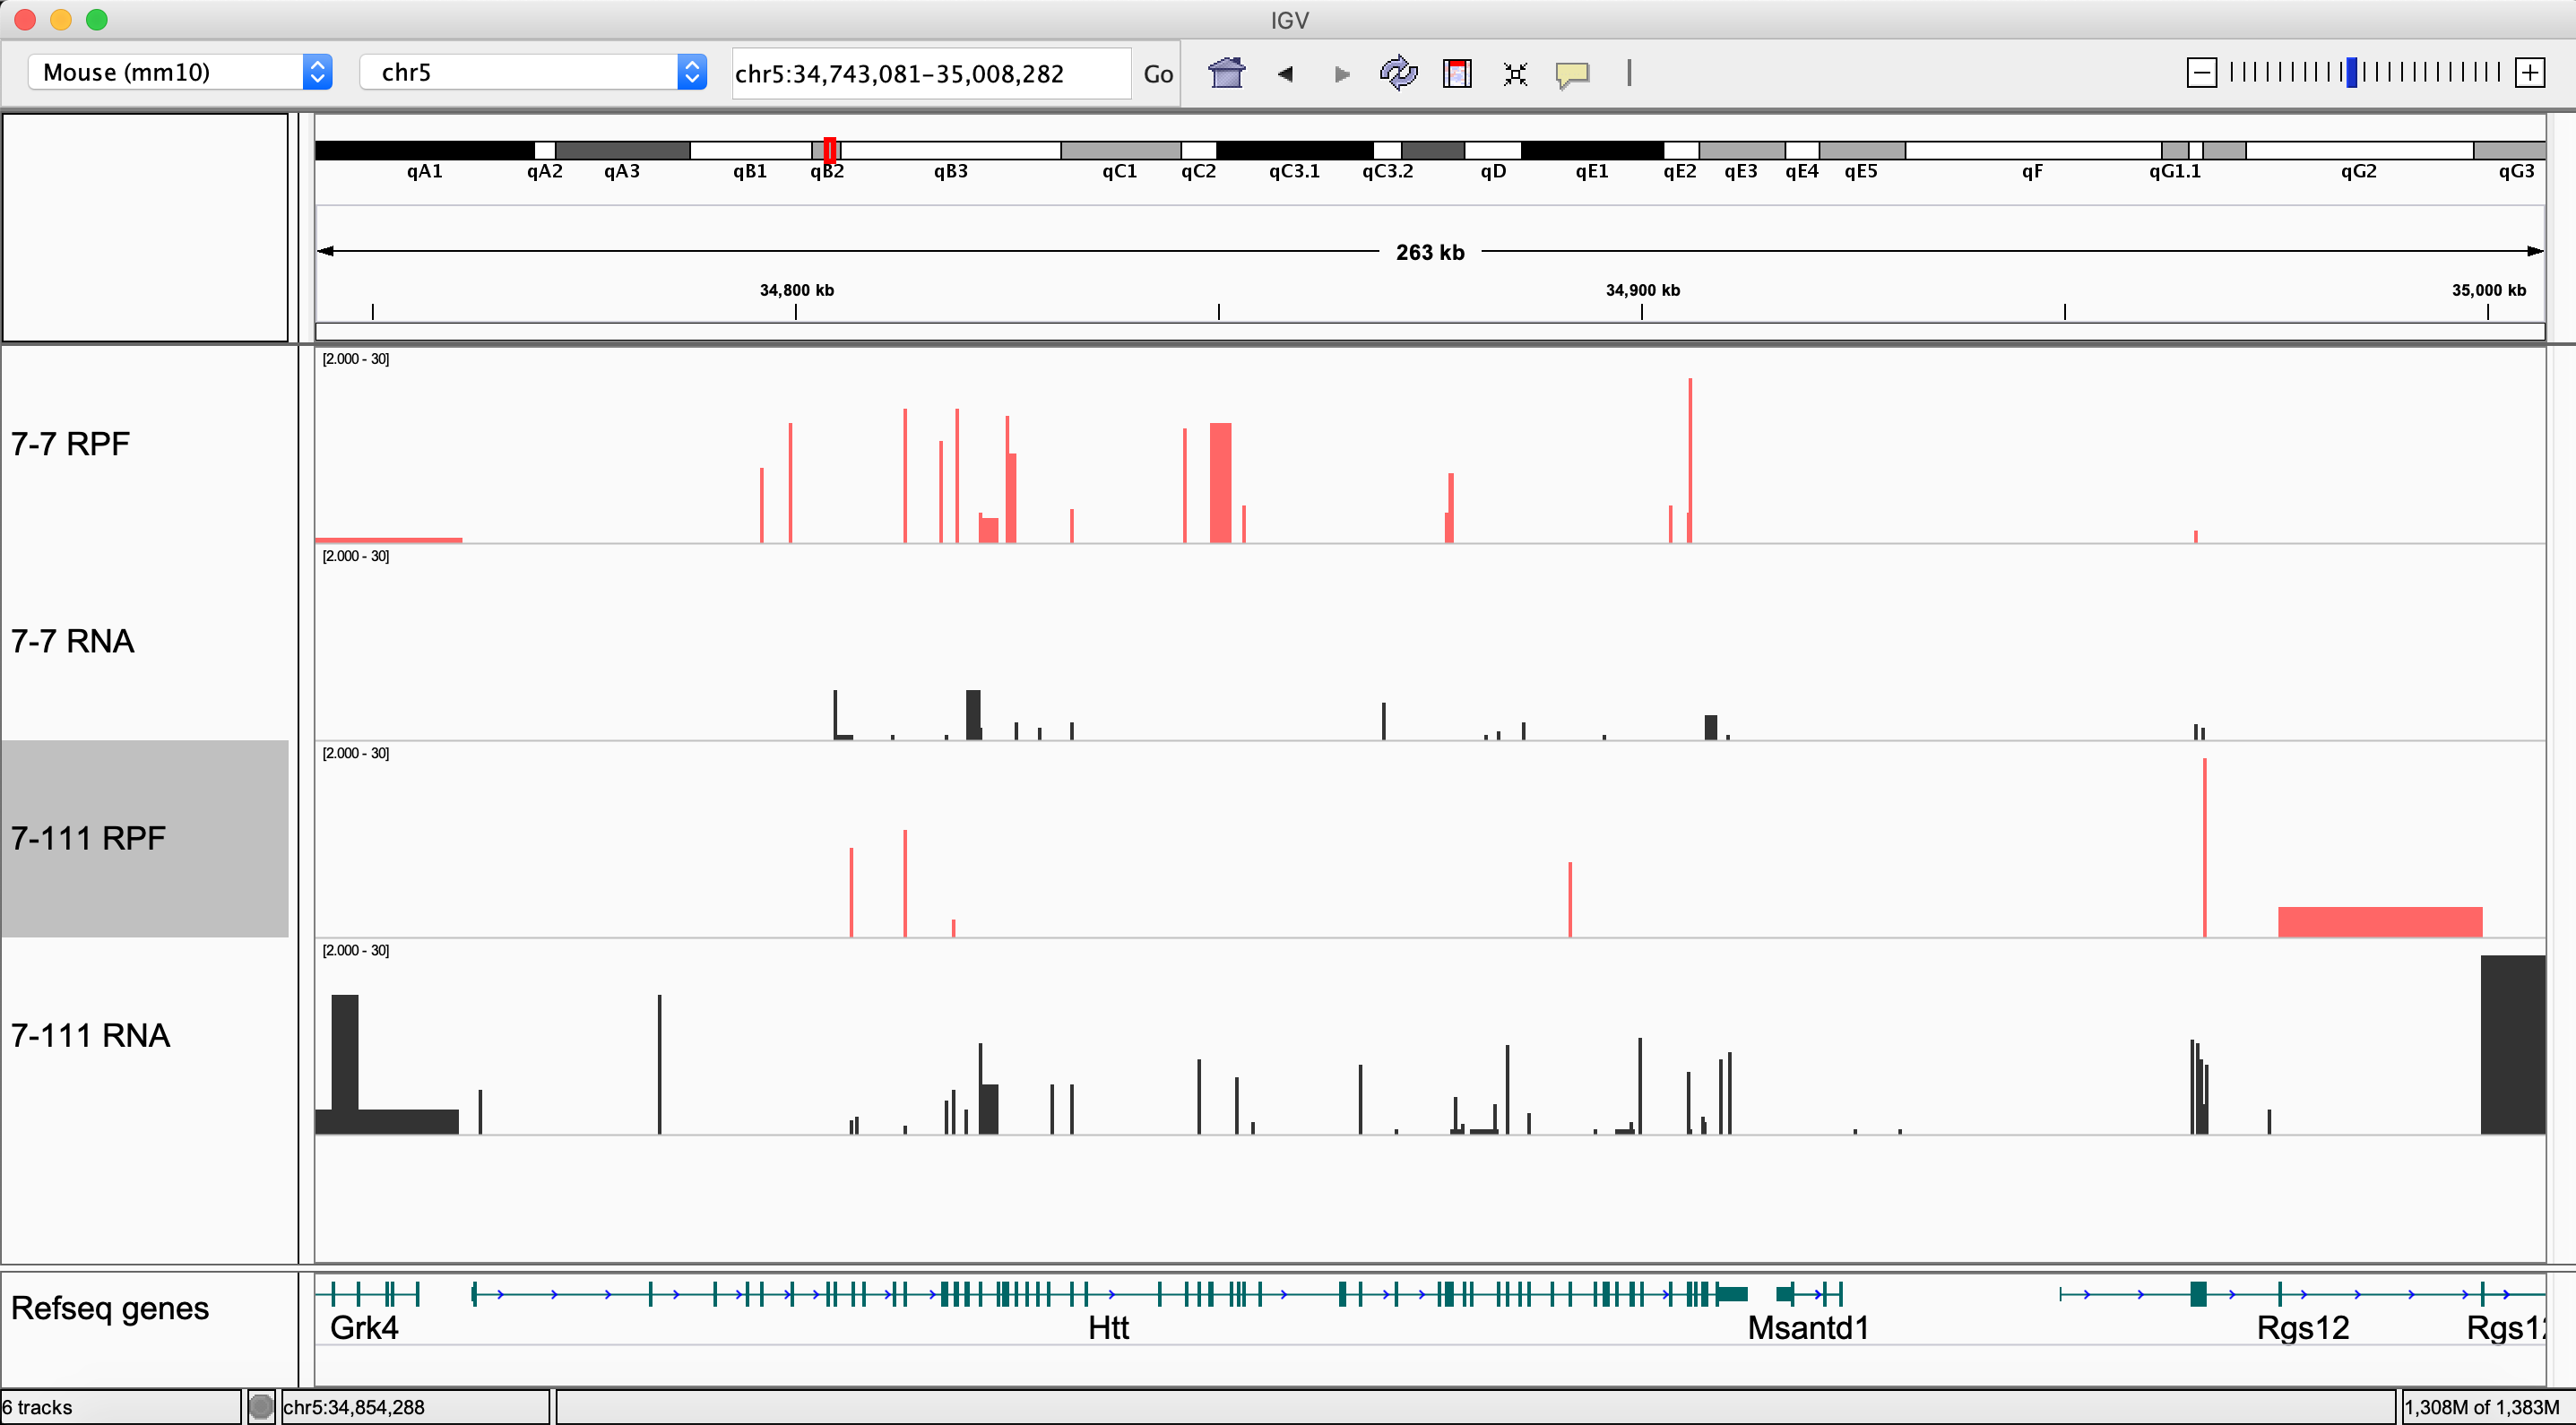 IGV
Mouse (mm10) chr5 chr5:34,743,081-35,008,282 Go
qA1 qA2 qA3 qB1 qB2 qB3 qC1 qC2 qC3.1 qC3.2 qD qE1 qE2 qE3 qE4 qE5 qF qG1.1 qG2 qG3
263 kb
34,800 kb 34,900 kb 35,000 kb
[2.000 - 30]
7-7 RPF
[2.000 - 30]
7-7 RNA
[2.000 - 30]
7-111 RPF
[2.000 - 30]
7-111 RNA
Refseq genes
Grk4 Htt Msantd1 Rgs12 Rgs12
6 tracks chr5:34,854,288 1,308M of 1,383M